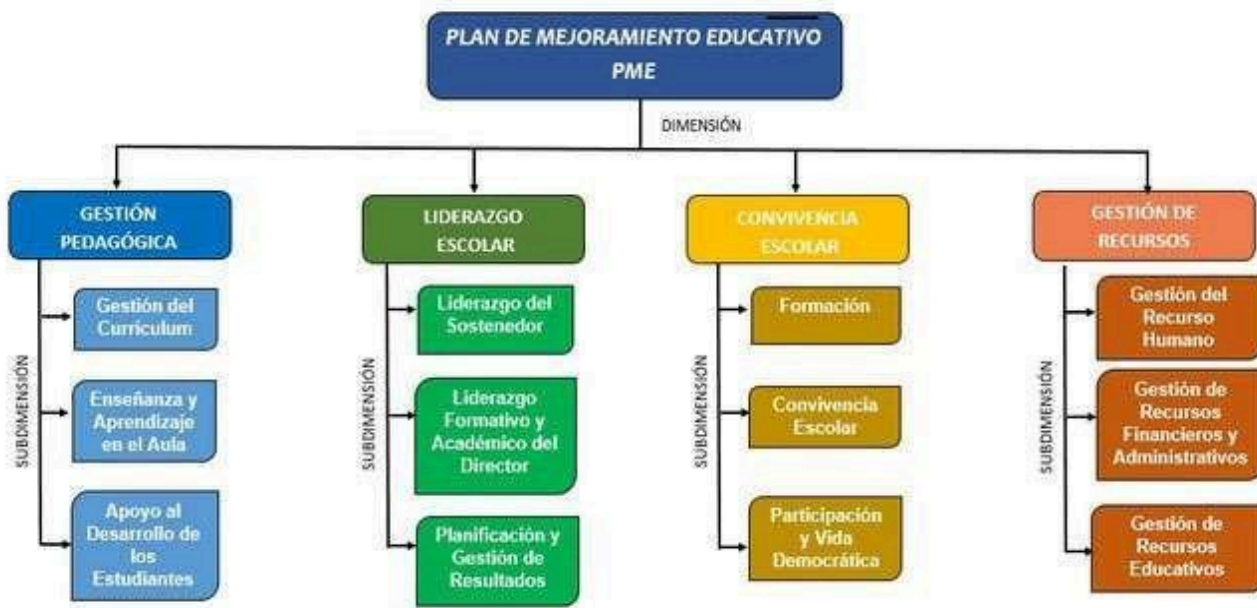 PLAN DE MEJORAMIENTO EDUCATIVO
PME
DIMENSIÓN
GESTIÓN
PEDAGÓGICA
SUBDIMENSIÓN
Gestión del
Curriculum
Enseñanza y
Aprendizaje
en el Aula
Apoyo al
Desarrollo de
los
Estudiantes
LIDERAZGO
ESCOLAR
SUBDIMENSIÓN
Liderazgo del
Sostenedor
Liderazgo
Formativo y
Académico del
Director
Planificación y
Gestión de
Resultados
CONVIVENCIA
ESCOLAR
SUBDIMENSIÓN
Formación
Convivencia
Escolar
Participación
y Vida
Democrática
GESTIÓN DE
RECURSOS
SUBDIMENSIÓN
Gestión del
Recurso
Humano
Gestión de
Recursos
Financieros y
Administrativos
Gestión de
Recursos
Educativos